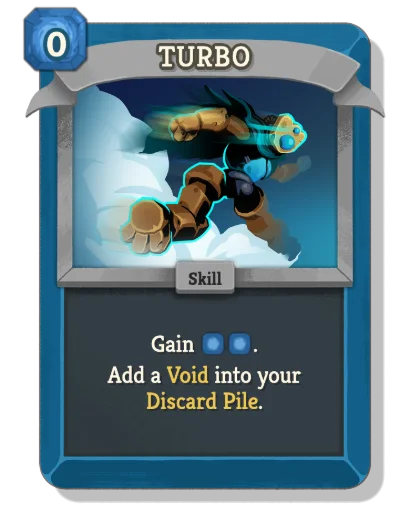 0
TURBO
Skill
Gain .
Add a Void into your
Discard Pile.